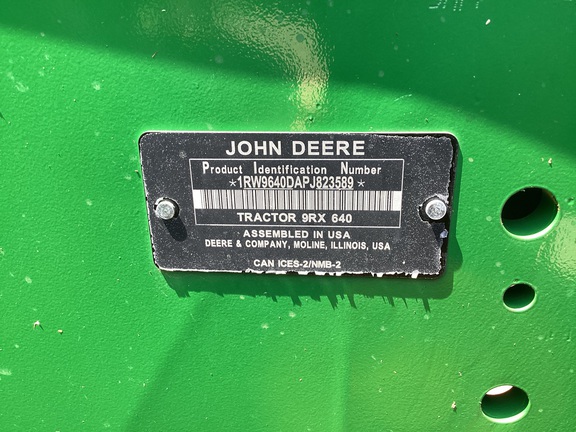 JOHN DEERE
Product Identification Number
*1RW9640DAPJ823589*
TRACTOR 9RX 640
ASSEMBLED IN USA
DEERE & COMPANY, MOLINE, ILLINOIS, USA
CAN ICES-2/NMB-2